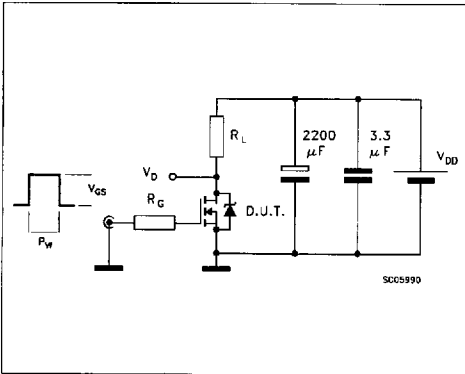 R_L
2200 μF
3.3 μF
V_DD
V_D
V_GS
R_G
D.U.T.
P_W
SC05990